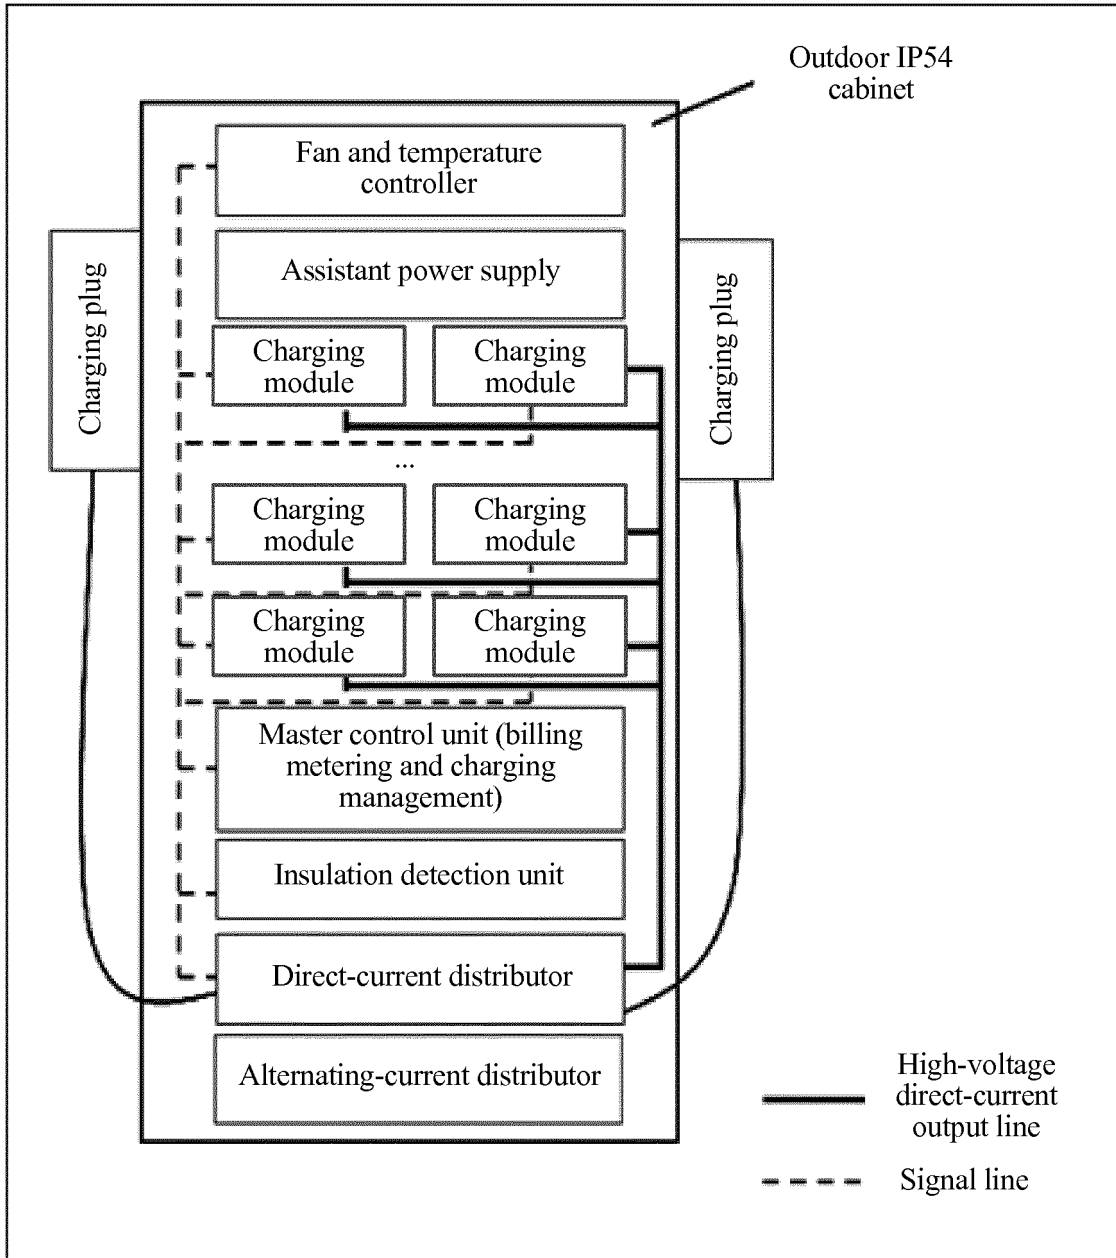 Outdoor IP54
cabinet
Fan and temperature
controller
Charging plug
Assistant power supply
Charging plug
Charging
module
Charging
module
...
Charging
module
Charging
module
Charging
module
Charging
module
Master control unit (billing
metering and charging
management)
Insulation detection unit
Direct-current distributor
Alternating-current distributor
High-voltage
direct-current
output line
Signal line